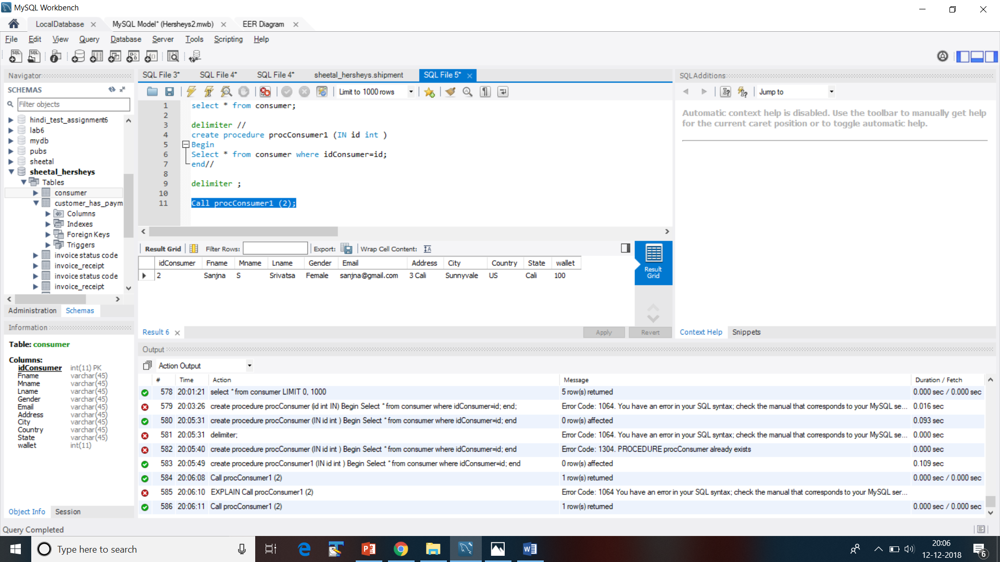 MySQL Workbench
LocalDatabase
MySQL Model* (Hersheys2.mwb)
EER Diagram
File Edit View Query Database Server Tools Scripting Help
Navigator
SCHEMAS
Filter objects
hindi_test_assignment6
lab6
mydb
pubs
sheetal
sheetal_hersheys
Tables
consumer
customer_has_paym
Columns
Indexes
Foreign Keys
Triggers
invoice status code
invoice_receipt
invoice status code
invoice_receipt
Administration Schemas
Information
Table: consumer
Columns:
idConsumer int(11) PK
Fname varchar(45)
Mname varchar(45)
Lname varchar(45)
Gender varchar(45)
Email varchar(45)
Address varchar(45)
City varchar(45)
Country varchar(45)
State varchar(45)
wallet int(11)
Object Info Session
Query Completed
SQL File 3* SQL File 4* SQL File 4* sheetal_hersheys.shipment SQL File 5*
Limit to 1000 rows
1 select * from consumer;
2
3 delimiter //
4 create procedure procConsumer1 (IN id int )
5 Begin
6 Select * from consumer where idConsumer=id;
7 end//
8
9 delimiter ;
10
11 Call procConsumer1 (2);
Result Grid Filter Rows: Export: Wrap Cell Content:
idConsumer Fname Mname Lname Gender Email Address City Country State wallet
2 Sanjna S Srivatsa Female sanjna@gmail.com 3 Cali Sunnyvale US Cali 100
Result
Grid
Result 6
Apply Revert
SQLAdditions
Jump to
Automatic context help is disabled. Use the toolbar to manually get help
for the current caret position or to toggle automatic help.
Context Help Snippets
Output
Action Output
# Time Action Message Duration / Fetch
578 20:01:21 select * from consumer LIMIT 0, 1000 5 row(s) returned 0.000 sec / 0.000 sec
579 20:03:26 create procedure procConsumer (id int IN) Begin Select * from consumer where idConsumer=id; end; Error Code: 1064. You have an error in your SQL syntax; check the manual that corresponds to your MySQL se... 0.016 sec
580 20:05:31 create procedure procConsumer (IN id int ) Begin Select * from consumer where idConsumer=id; end 0 row(s) affected 0.093 sec
581 20:05:31 delimiter; Error Code: 1064. You have an error in your SQL syntax; check the manual that corresponds to your MySQL se... 0.000 sec
582 20:05:40 create procedure procConsumer (IN id int ) Begin Select * from consumer where idConsumer=id; end Error Code: 1304. PROCEDURE procConsumer already exists 0.000 sec
583 20:05:49 create procedure procConsumer1 (IN id int ) Begin Select * from consumer where idConsumer=id; end 0 row(s) affected 0.109 sec
584 20:06:08 Call procConsumer1 (2) 1 row(s) returned 0.000 sec / 0.000 sec
585 20:06:10 EXPLAIN Call procConsumer1 (2) Error Code: 1064 You have an error in your SQL syntax; check the manual that corresponds to your MySQL ser...
586 20:06:11 Call procConsumer1 (2) 1 row(s) returned 0.000 sec / 0.000 sec
Type here to search
20:06
12-12-2018
6